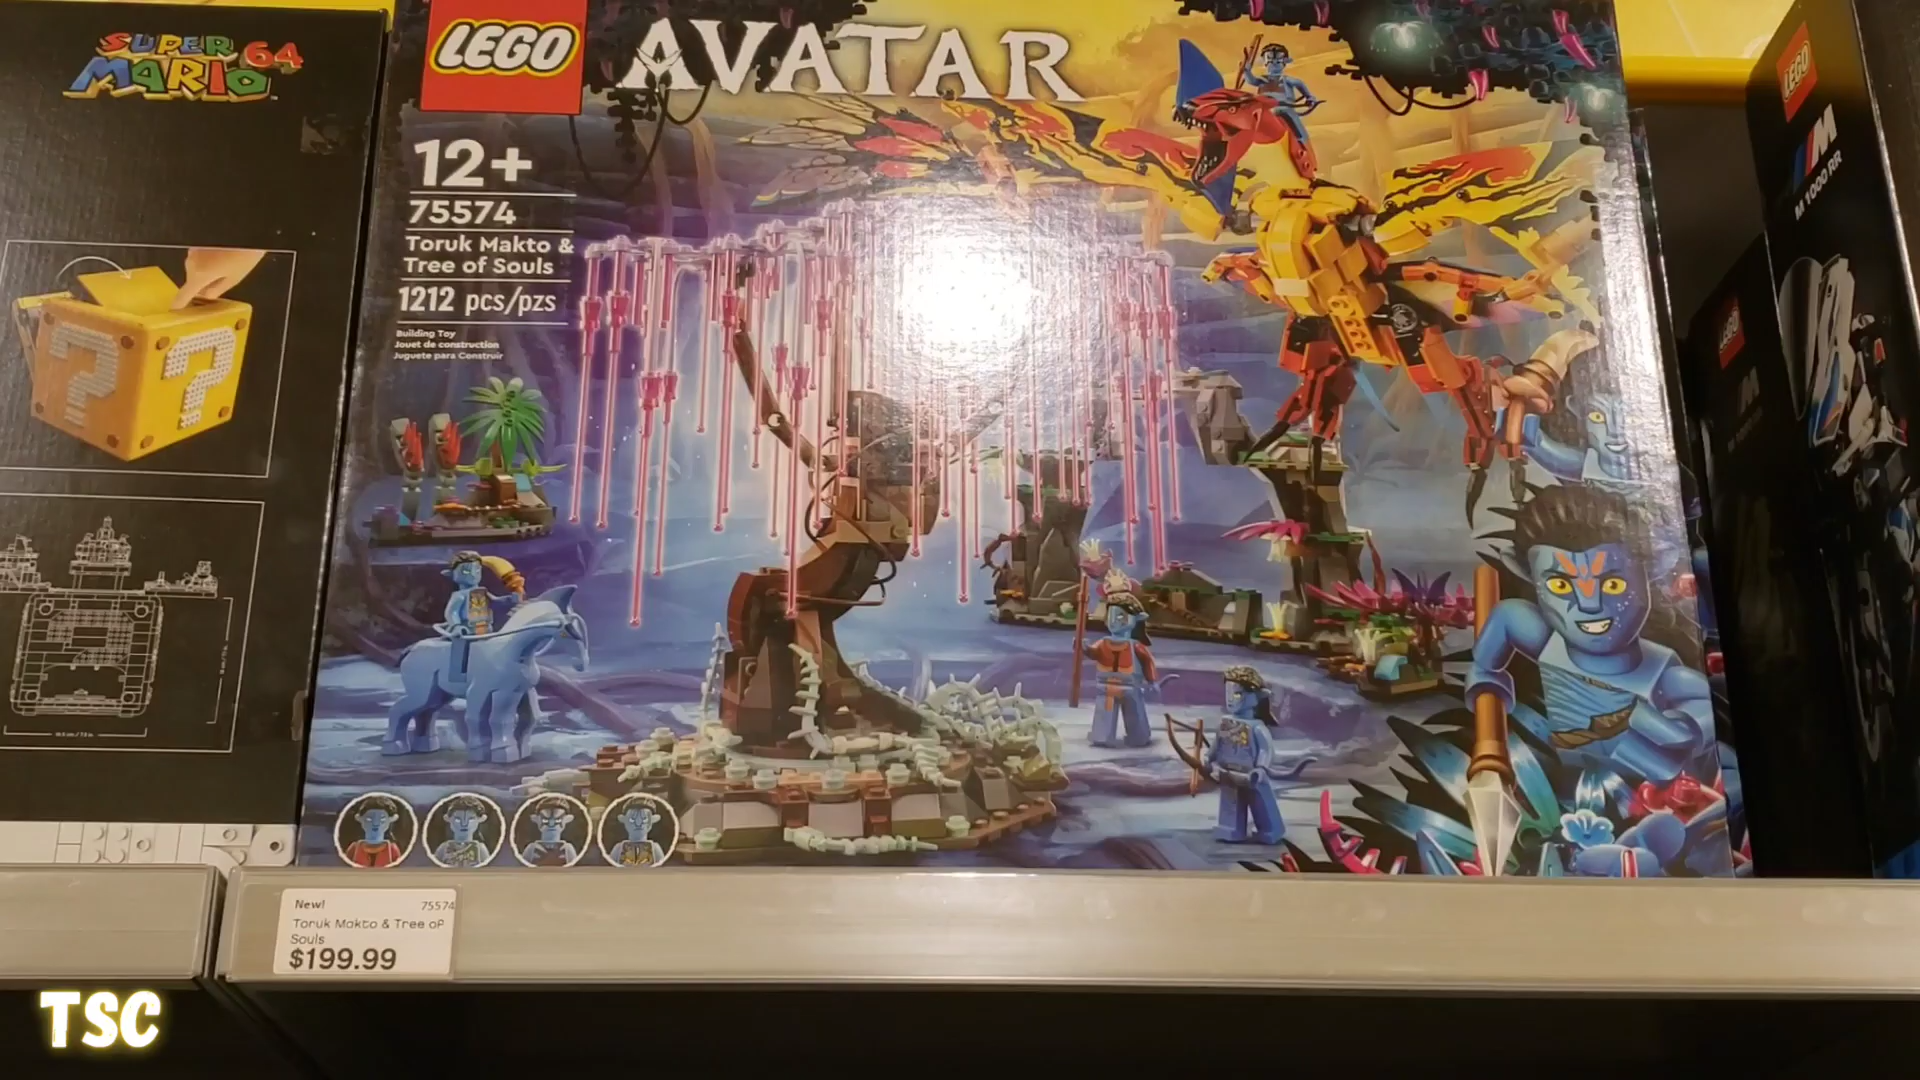 SUPER
MARIO 64
LEGO
AVATAR
12+
75574
Toruk Makto &
Tree of Souls
1212 pcs/pzs
Building Toy
Jouet de construction
Juguete para Construir
? ?
LEGO
M
M 1000 RR
LEGO
M
New! 75574
Toruk Makto & Tree of
Souls
$199.99
TSC